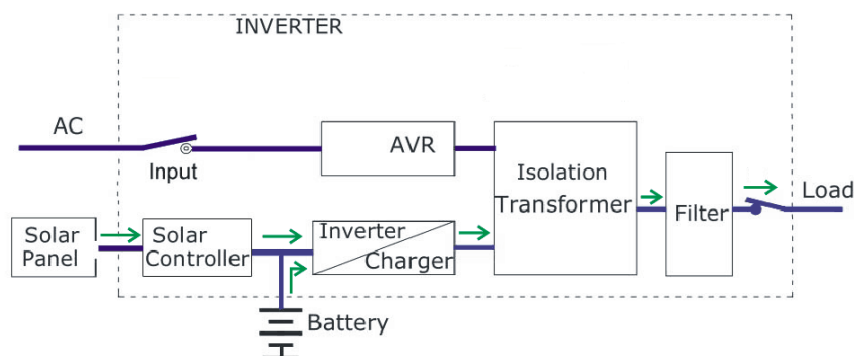 INVERTER
AC
Input
AVR
Isolation
Transformer
Filter
Load
Solar
Panel
Solar
Controller
Inverter
Charger
Battery